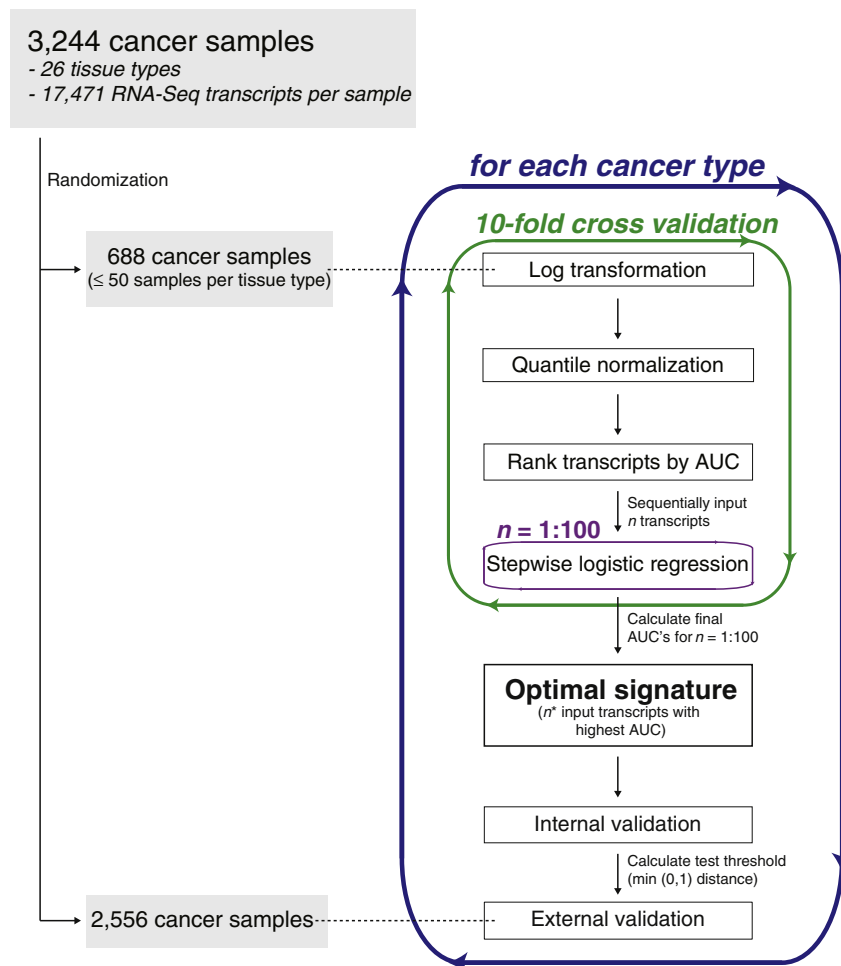 3,244 cancer samples
- 26 tissue types
- 17,471 RNA-Seq transcripts per sample
Randomization
688 cancer samples
(≤ 50 samples per tissue type)
for each cancer type
10-fold cross validation
Log transformation
Quantile normalization
Rank transcripts by AUC
Sequentially input
n transcripts
n = 1:100
Stepwise logistic regression
Calculate final
AUC's for n = 1:100
Optimal signature
(n* input transcripts with
highest AUC)
Internal validation
Calculate test threshold
(min (0,1) distance)
2,556 cancer samples
External validation